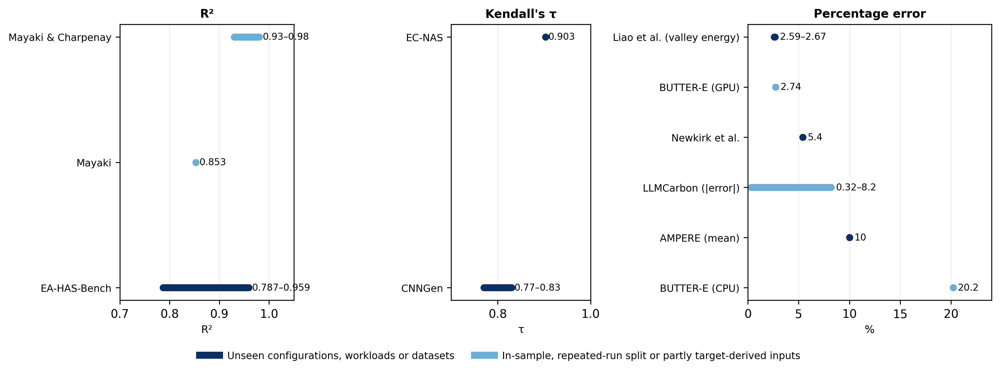 R²
Mayaki & Charpenay
0.93–0.98
Mayaki
0.853
EA-HAS-Bench
0.787–0.959
0.7
0.8
0.9
1.0
R²
Kendall's τ
EC-NAS
0.903
CNNGen
0.77–0.83
0.8
1.0
τ
Percentage error
Liao et al. (valley energy)
2.59–2.67
BUTTER-E (GPU)
2.74
Newkirk et al.
5.4
LLMCarbon (|error|)
0.32–8.2
AMPERE (mean)
10
BUTTER-E (CPU)
20.2
0
5
10
15
20
%
Unseen configurations, workloads or datasets
In-sample, repeated-run split or partly target-derived inputs